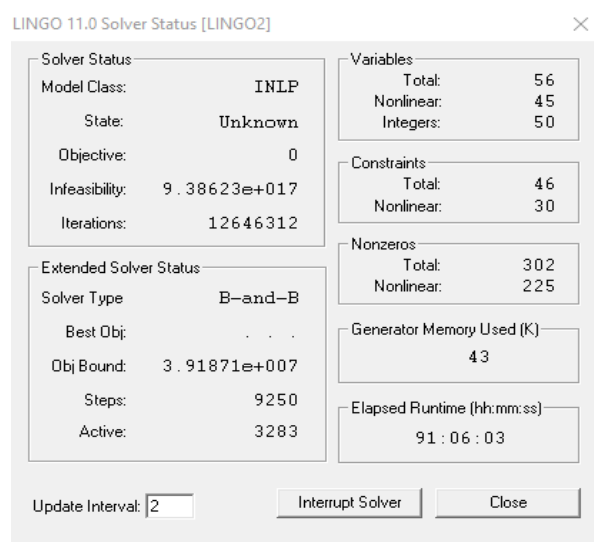 LINGO 11.0 Solver Status [LINGO2]
Solver Status
Model Class: INLP
State: Unknown
Objective: 0
Infeasibility: 9.38623e+017
Iterations: 12646312
Extended Solver Status
Solver Type B-and-B
Best Obj: . . .
Obj Bound: 3.91871e+007
Steps: 9250
Active: 3283
Update Interval: 2
Variables
Total: 56
Nonlinear: 45
Integers: 50
Constraints
Total: 46
Nonlinear: 30
Nonzeros
Total: 302
Nonlinear: 225
Generator Memory Used (K)
43
Elapsed Runtime (hh:mm:ss)
91:06:03
Interrupt Solver
Close